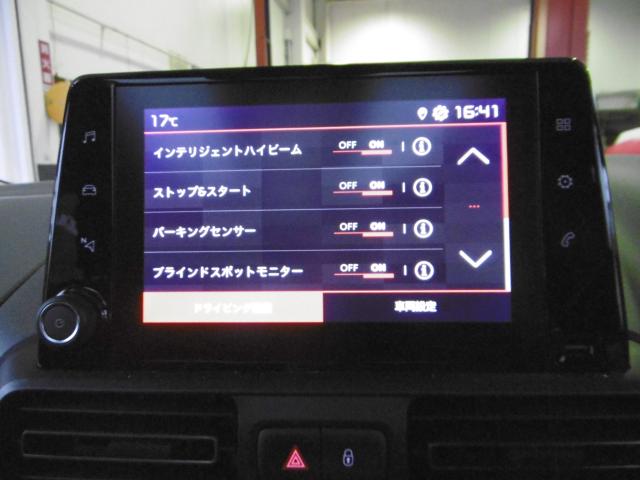 17℃
16:41
インテリジェントハイビーム OFF ON i
ストップ&スタート OFF ON i
パーキングセンサー OFF ON i
ブラインドスポットモニター OFF ON i
車両設定
消火器